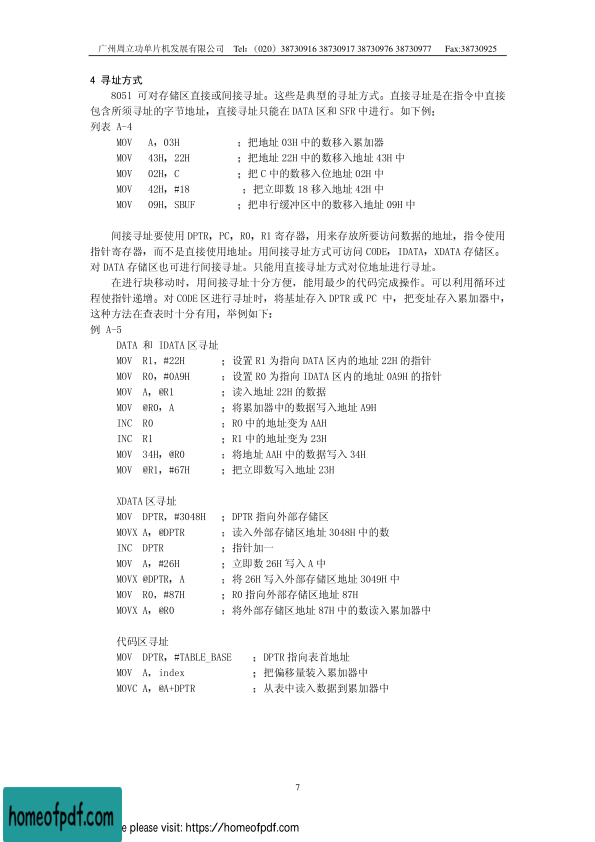 广州周立功单片机发展有限公司 Tel:（020）38730916 38730917 38730976 38730977 Fax:38730925
4 寻址方式
8051 可对存储区直接或间接寻址。这些是典型的寻址方式。直接寻址是在指令中直接
包含所须寻址的字节地址，直接寻址只能在 DATA 区和 SFR 中进行。如下例：
列表 A-4
MOV A，03H ；把地址 03H 中的数移入累加器
MOV 43H，22H ；把地址 22H 中的数移入地址 43H 中
MOV 02H，C ；把 C 中的数移入位地址 02H 中
MOV 42H，#18 ；把立即数 18 移入地址 42H 中
MOV 09H，SBUF ；把串行缓冲区中的数移入地址 09H 中
间接寻址要使用 DPTR，PC，R0，R1 寄存器，用来存放所要访问数据的地址，指令使用
指针寄存器，而不是直接使用地址。用间接寻址方式可访问 CODE，IDATA，XDATA 存储区。
对 DATA 存储区也可进行间接寻址。只能用直接寻址方式对位地址进行寻址。
在进行块移动时，用间接寻址十分方便，能用最少的代码完成操作。可以利用循环过
程使指针递增。对 CODE 区进行寻址时，将基址存入 DPTR 或 PC 中，把变址存入累加器中，
这种方法在查表时十分有用，举例如下：
例 A-5
DATA 和 IDATA 区寻址
MOV R1，#22H ；设置 R1 为指向 DATA 区内的地址 22H 的指针
MOV R0，#0A9H ；设置 R0 为指向 IDATA 区内的地址 0A9H 的指针
MOV A，@R1 ；读入地址 22H 的数据
MOV @R0，A ；将累加器中的数据写入地址 A9H
INC R0 ；R0 中的地址变为 AAH
INC R1 ；R1 中的地址变为 23H
MOV 34H，@R0 ；将地址 AAH 中的数据写入 34H
MOV @R1，#67H ；把立即数写入地址 23H
XDATA 区寻址
MOV DPTR，#3048H ；DPTR 指向外部存储区
MOVX A，@DPTR ；读入外部存储区地址 3048H 中的数
INC DPTR ；指针加一
MOV A，#26H ；立即数 26H 写入 A 中
MOVX @DPTR，A ；将 26H 写入外部存储区地址 3049H 中
MOV R0，#87H ；R0 指向外部存储区地址 87H
MOVX A，@R0 ；将外部存储区地址 87H 中的数读入累加器中
代码区寻址
MOV DPTR，#TABLE_BASE ；DPTR 指向表首地址
MOV A，index ；把偏移量装入累加器中
MOVC A，@A+DPTR ；从表中读入数据到累加器中
7
homeofpdf.com
e please visit: https://homeofpdf.com